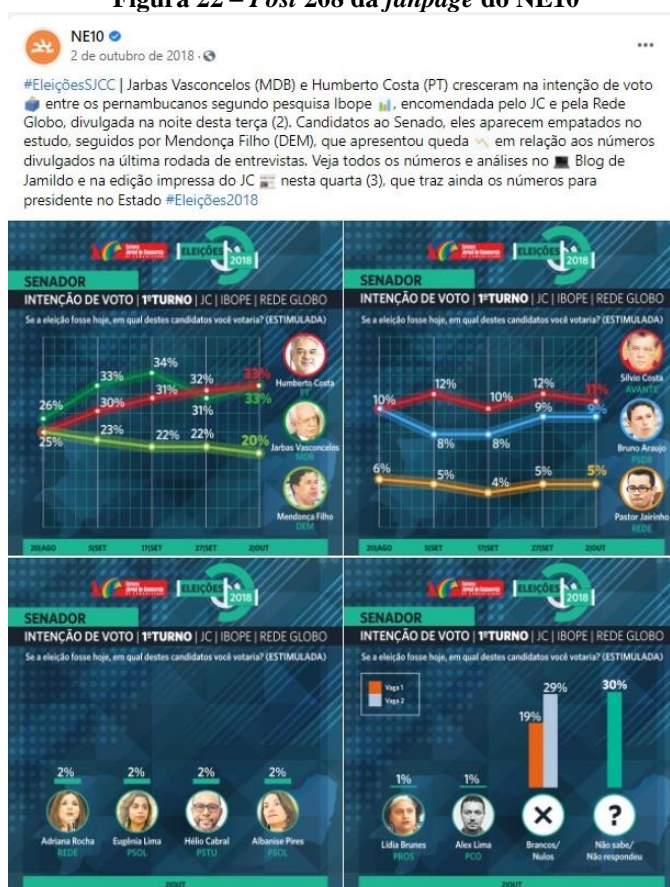 Figura 22 – Post 208 da fanpage do NE10
NE10
2 de outubro de 2018
#EleiçõesSJCC | Jarbas Vasconcelos (MDB) e Humberto Costa (PT) cresceram na intenção de voto
entre os pernambucanos segundo pesquisa Ibope, encomendada pelo JC e pela Rede
Globo, divulgada na noite desta terça (2). Candidatos ao Senado, eles aparecem empatados no
estudo, seguidos por Mendonça Filho (DEM), que apresentou queda em relação aos números
divulgados na última rodada de entrevistas. Veja todos os números e análises no Blog de
Jamildo e na edição impressa do JC nesta quarta (3), que traz ainda os números para
presidente no Estado #Eleições2018
ELEIÇÕES
2018
SENADOR
INTENÇÃO DE VOTO | 1ºTURNO | JC | IBOPE | REDE GLOBO
Se a eleição fosse hoje, em qual destes candidatos você votaria? (ESTIMULADA)
26% 33% 34% 32% 33%
25% 30% 31% 31% 33%
23% 22% 22% 20%
Humberto Costa
PT
Jarbas Vasconcelos
MDB
Mendonça Filho
DEM
20|AGO 5|SET 17|SET 27|SET 2|OUT
ELEIÇÕES
2018
SENADOR
INTENÇÃO DE VOTO | 1ºTURNO | JC | IBOPE | REDE GLOBO
Se a eleição fosse hoje, em qual destes candidatos você votaria? (ESTIMULADA)
10% 12% 10% 12% 11%
8% 8% 9% 9%
6% 5% 4% 5% 5%
Silvio Costa
AVANTE
Bruno Araujo
PSDB
Pastor Jairinho
REDE
20|AGO 5|SET 17|SET 27|SET 2|OUT
ELEIÇÕES
2018
SENADOR
INTENÇÃO DE VOTO | 1ºTURNO | JC | IBOPE | REDE GLOBO
Se a eleição fosse hoje, em qual destes candidatos você votaria? (ESTIMULADA)
2% 2% 2% 2%
Adriana Rocha Eugênia Lima Hélio Cabral Albanise Pires
REDE PSOL PSTU PSOL
2|OUT
ELEIÇÕES
2018
SENADOR
INTENÇÃO DE VOTO | 1ºTURNO | JC | IBOPE | REDE GLOBO
Se a eleição fosse hoje, em qual destes candidatos você votaria? (ESTIMULADA)
Vaga 1
Vaga 2
1% 1% 19% 29% 30%
Lidia Brunes Alex Lima Brancos/ Não sabe/
PROS PCO Nulos Não respondeu
2|OUT